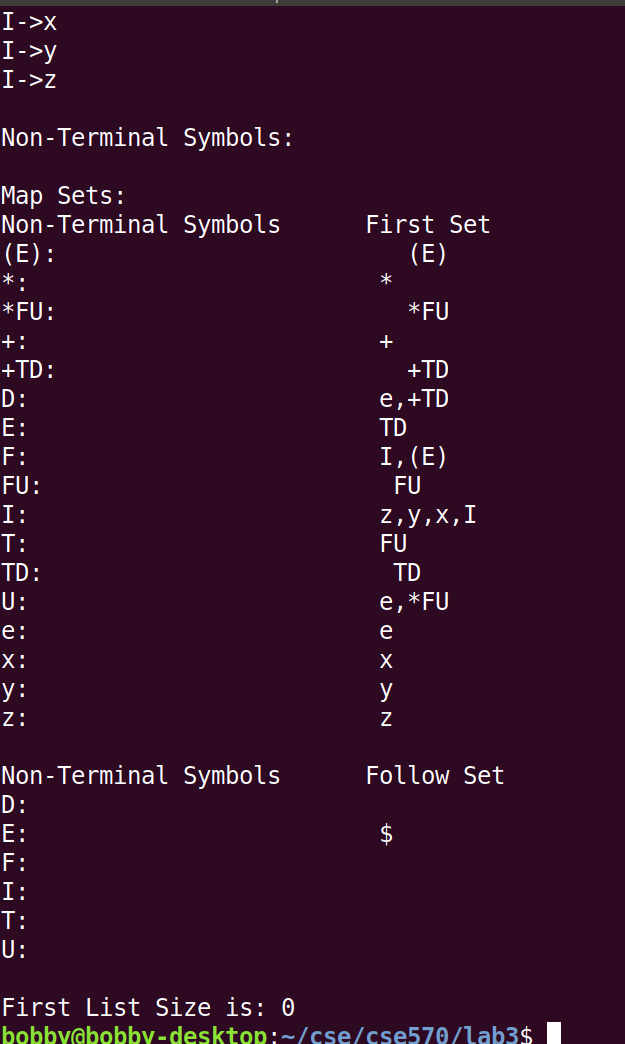 I->x
I->y
I->z
Non-Terminal Symbols:
Map Sets:
Non-Terminal Symbols      First Set
(E):                         (E)
*:                         *
*FU:                         *FU
+:                         +
+TD:                         +TD
D:                         e,+TD
E:                         TD
F:                         I,(E)
FU:                         FU
I:                         z,y,x,I
T:                         FU
TD:                         TD
U:                         e,*FU
e:                         e
x:                         x
y:                         y
z:                         z
Non-Terminal Symbols      Follow Set
D:
E:                         $
F:
I:
T:
U:
First List Size is: 0
bobby@bobby-desktop:~/cse/cse570/lab3$